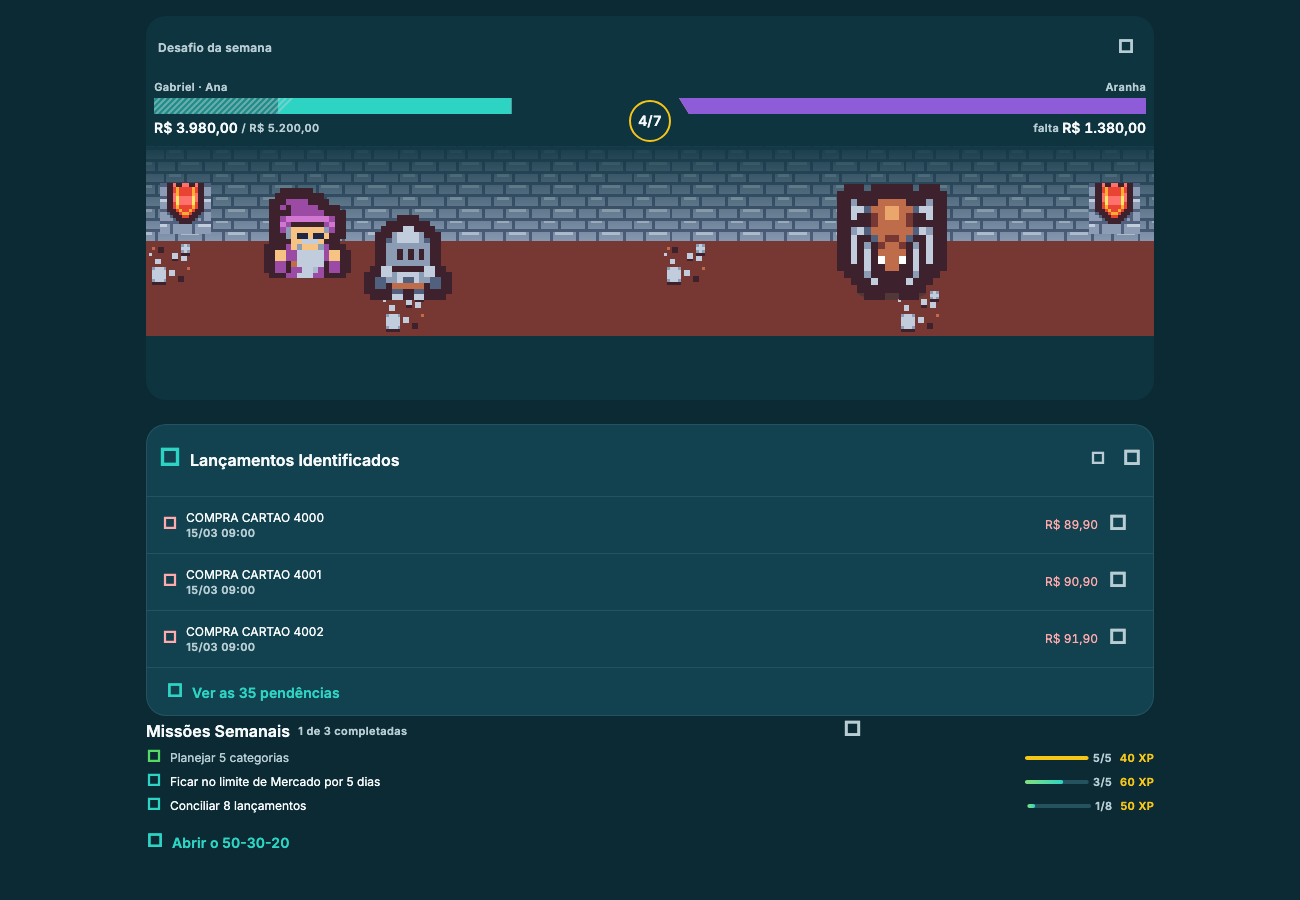 Desafio da semana
Gabriel · Ana
Aranha
R$ 3.980,00 / R$ 5.200,00
4/7
falta R$ 1.380,00
Lançamentos Identificados
COMPRA CARTAO 4000
15/03 09:00
R$ 89,90
COMPRA CARTAO 4001
15/03 09:00
R$ 90,90
COMPRA CARTAO 4002
15/03 09:00
R$ 91,90
Ver as 35 pendências
Missões Semanais 1 de 3 completadas
Planejar 5 categorias 5/5 40 XP
Ficar no limite de Mercado por 5 dias 3/5 60 XP
Conciliar 8 lançamentos 1/8 50 XP
Abrir o 50-30-20